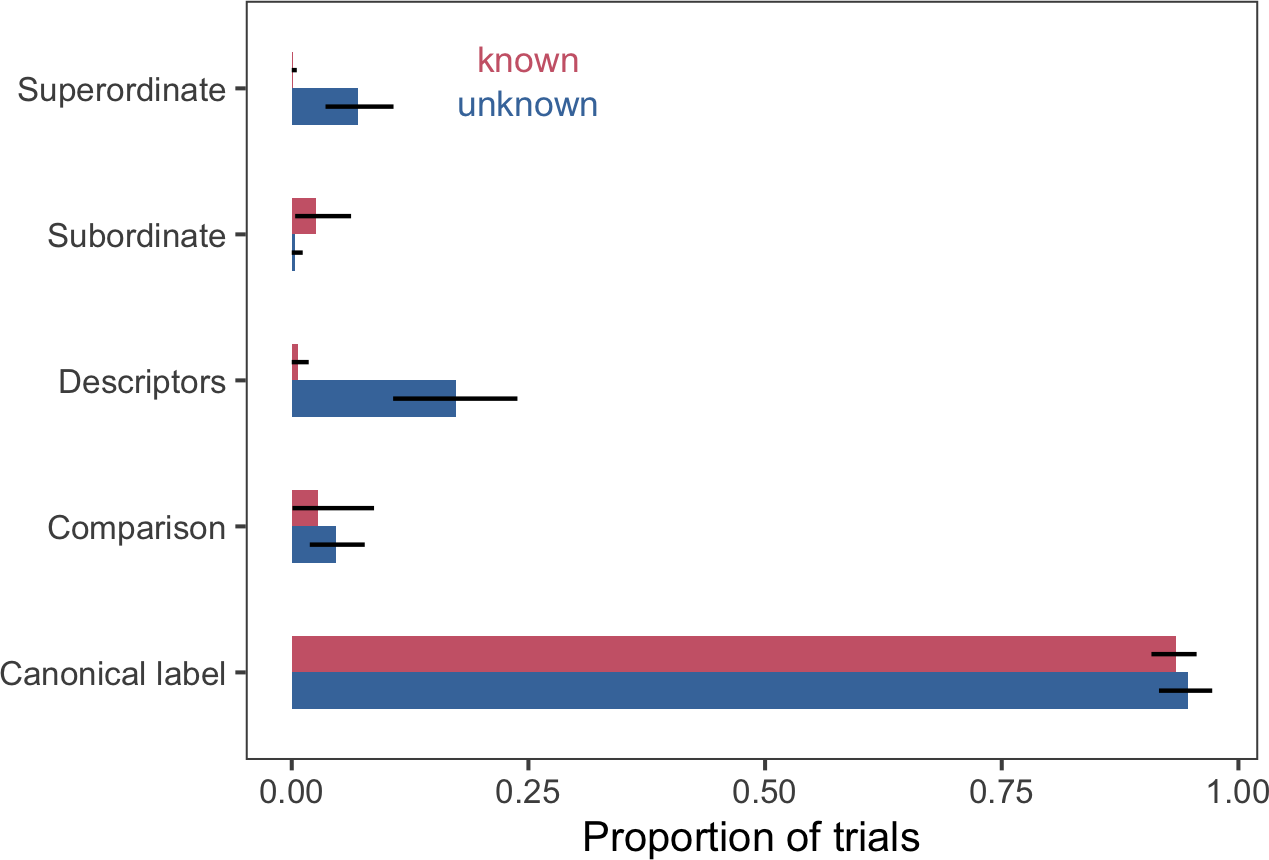 known
unknown
Superordinate
Subordinate
Descriptors
Comparison
Canonical label
0.00 0.25 0.50 0.75 1.00
Proportion of trials